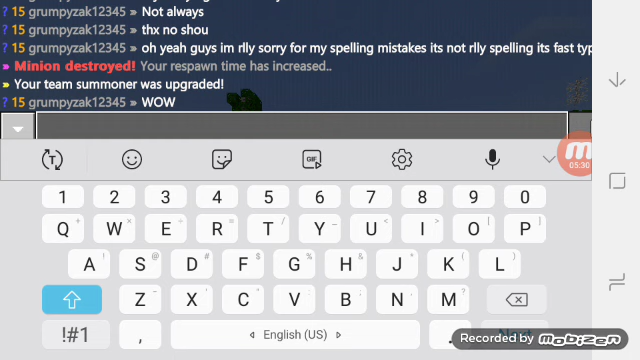 ? 15 grumpyzak12345 » Not always
? 15 grumpyzak12345 » thx no shou
? 15 grumpyzak12345 » oh yeah guys im rlly sorry for my spelling mistakes its not rlly spelling its fast typ
» Minion destroyed! Your respawn time has increased..
» Your team summoner was upgraded!
? 15 grumpyzak12345 » WOW
05:30
T GIF
1 2 3 4 5 6 7 8 9 0
Q + W × E ÷ R = T / Y _ U < I > O [ P ]
A ! S @ D # F $ G % H & J * K ( L )
Z - X ' C " V : B ; N , M ?
!#1 , English (US) .
Recorded by mobizen